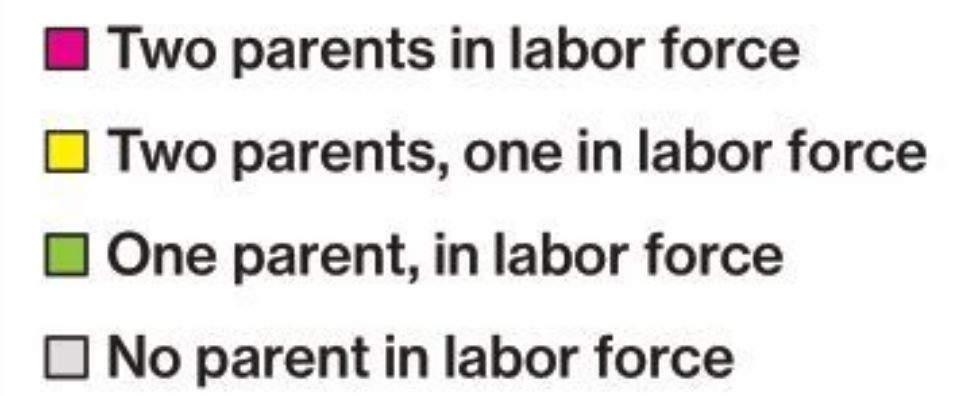 Two parents in labor force
Two parents, one in labor force
One parent, in labor force
No parent in labor force